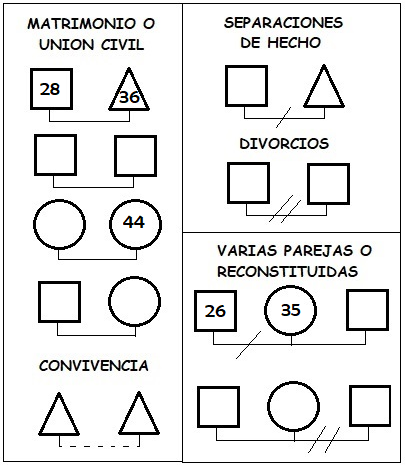 MATRIMONIO O
UNION CIVIL
28
36
44
CONVIVENCIA
SEPARACIONES
DE HECHO
DIVORCIOS
VARIAS PAREJAS O
RECONSTITUIDAS
26
35